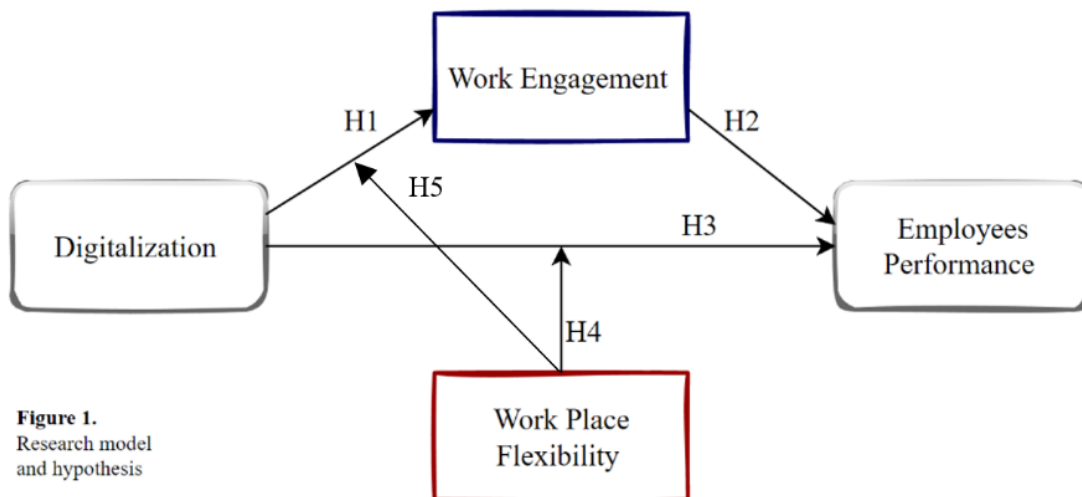 Work Engagement
H1
H2
H5
Digitalization
H3
Employees
Performance
H4
Work Place
Flexibility
Figure 1.
Research model
and hypothesis